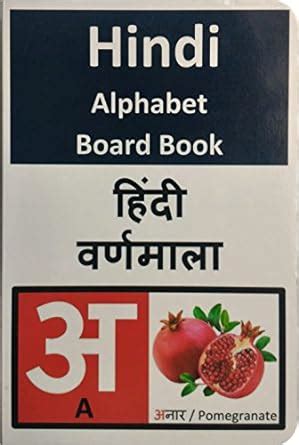 Hindi
Alphabet
Board Book
हिंदी
वर्णमाला
अ
A
अनार / Pomegranate